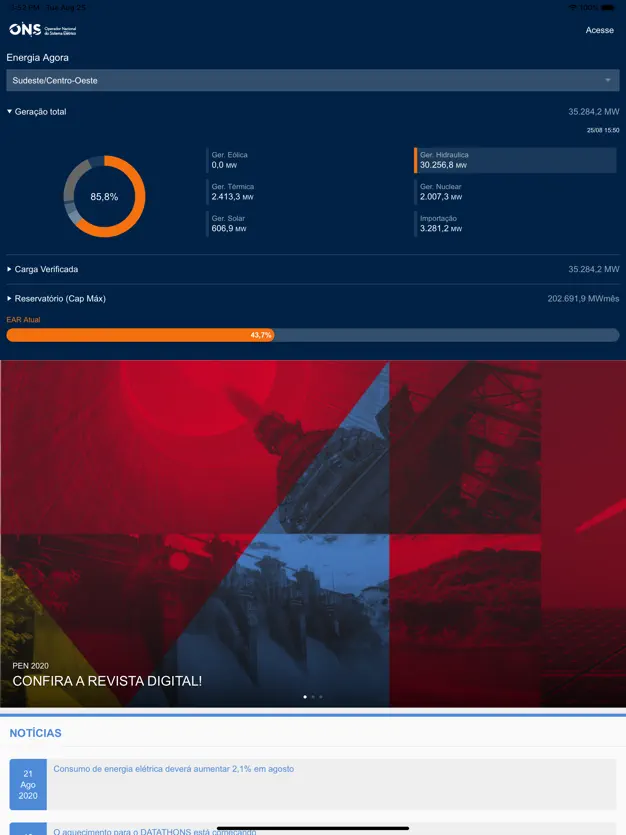 1:53 PM Tue Aug 25
100%
ONS Operador Nacional
do Sistema Elétrico
Acesse
Energia Agora
Sudeste/Centro-Oeste
Geração total 35.284,2 MW
25/08 15:50
85,8%
Ger. Eólica
0,0 MW
Ger. Hidraulica
30.256,8 MW
Ger. Térmica
2.413,3 MW
Ger. Nuclear
2.007,3 MW
Ger. Solar
606,9 MW
Importação
3.281,2 MW
Carga Verificada 35.284,2 MW
Reservatório (Cap Máx) 202.691,9 MWmês
EAR Atual
43,7%
PEN 2020
CONFIRA A REVISTA DIGITAL!
NOTÍCIAS
21
Ago
2020
Consumo de energia elétrica deverá aumentar 2,1% em agosto
O aquecimento para o DATATHONS está começando